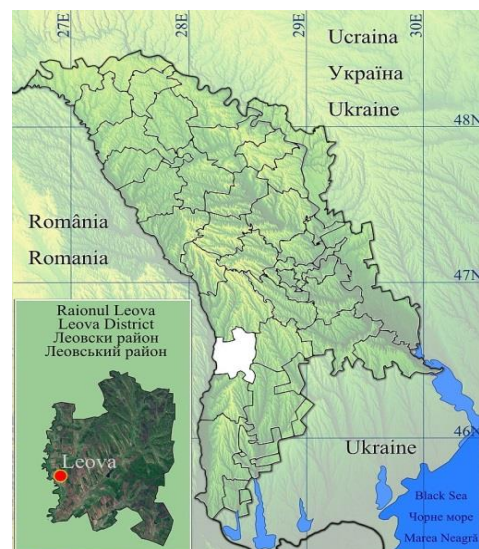 27E
28E
29E
30E
Ucraina
Україна
Ukraine
48N
România
Romania
47N
Raionul Leova
Leova District
Леовски район
Леовський район
Leova
46N
Ukraine
Black Sea
Чорне море
Marea Neagră